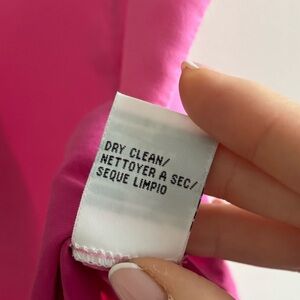 DRY CLEAN/
NETTOYER A SEC/
SEQUE LIMPIO